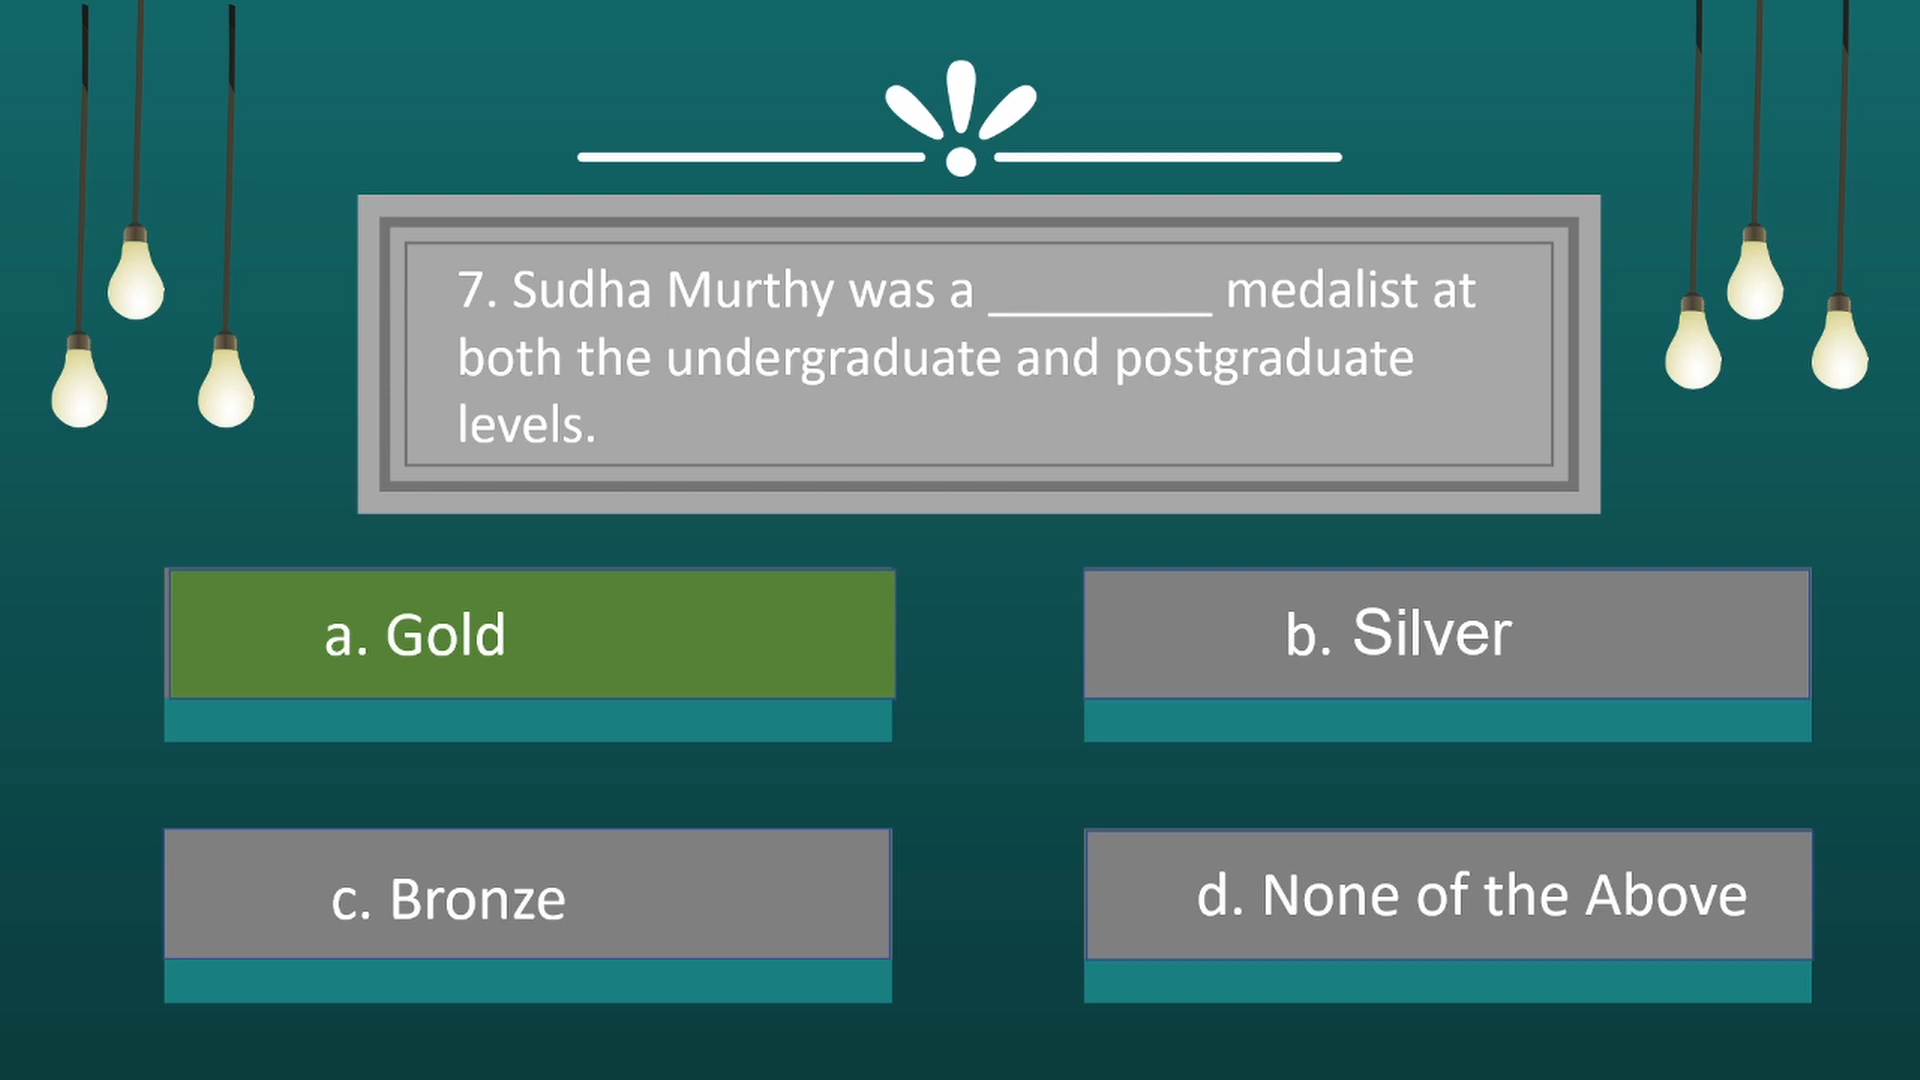 7. Sudha Murthy was a ________ medalist at
both the undergraduate and postgraduate
levels.
a. Gold
b. Silver
c. Bronze
d. None of the Above